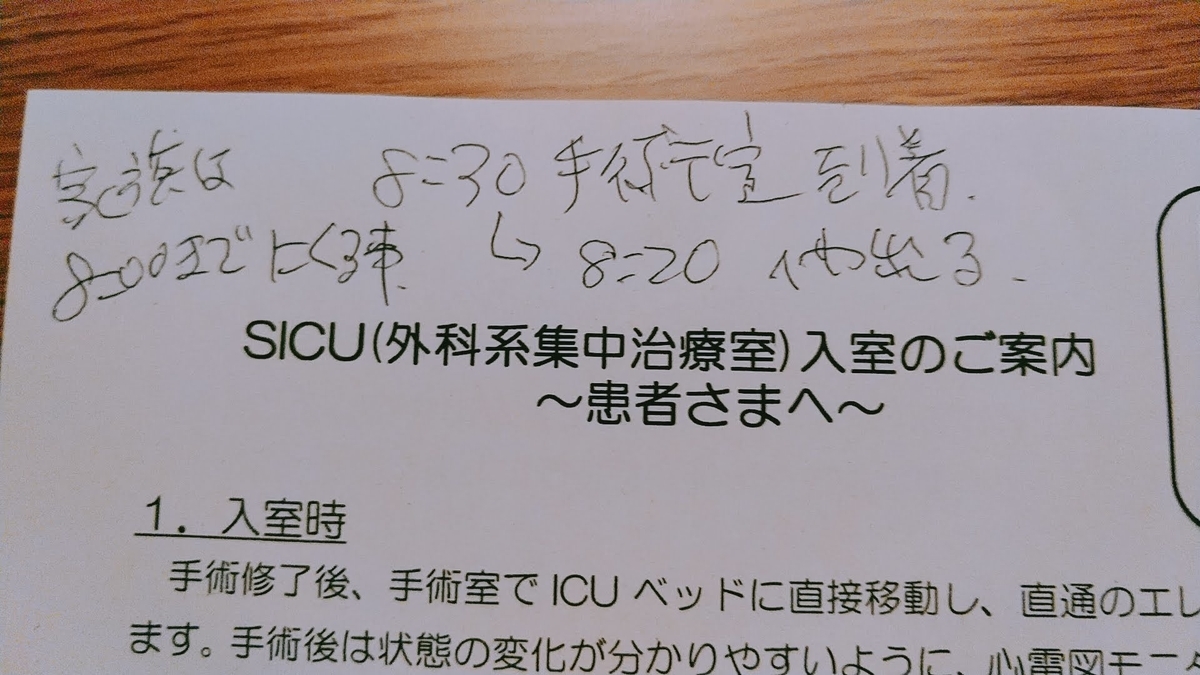 家族は
8:00までにくる事.
8:30 手術室 到着.
↳ 8:20 へや出る.
SICU(外科系集中治療室)入室のご案内
～患者さまへ～
1. 入室時
手術修了後、手術室でICUベッドに直接移動し、直通のエレ
ます。手術後は状態の変化が分かりやすいように、心電図モニタ